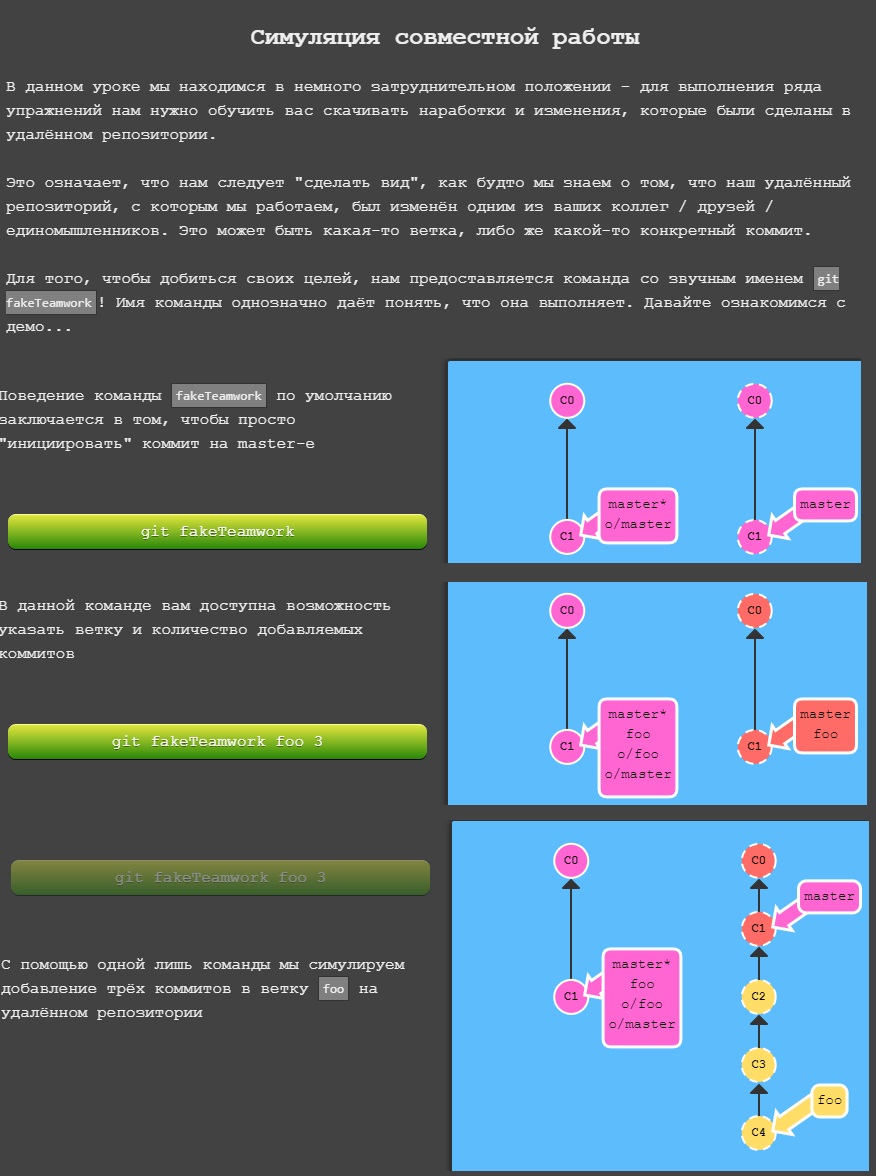 Симуляция совместной работы
В данном уроке мы находимся в немного затруднительном положении - для выполнения ряда
упражнений нам нужно обучить вас скачивать наработки и изменения, которые были сделаны в
удалённом репозитории.
Это означает, что нам следует "сделать вид", как будто мы знаем о том, что наш удалённый
репозиторий, с которым мы работаем, был изменён одним из ваших коллег / друзей /
единомышленников. Это может быть какая-то ветка, либо же какой-то конкретный коммит.
Для того, чтобы добиться своих целей, нам предоставляется команда со звучным именем git
fakeTeamwork! Имя команды однозначно даёт понять, что она выполняет. Давайте ознакомимся с
демо...
Поведение команды fakeTeamwork по умолчанию
заключается в том, чтобы просто
"инициировать" коммит на master-е
git fakeTeamwork
C0
C1
master*
o/master
C0
C1
master
В данной команде вам доступна возможность
указать ветку и количество добавляемых
коммитов
git fakeTeamwork foo 3
C0
C1
master*
foo
o/foo
o/master
C0
C1
master
foo
git fakeTeamwork foo 3
С помощью одной лишь команды мы симулируем
добавление трёх коммитов в ветку foo на
удалённом репозитории
C0
C1
master*
foo
o/foo
o/master
C0
C1
master
C2
C3
C4
foo